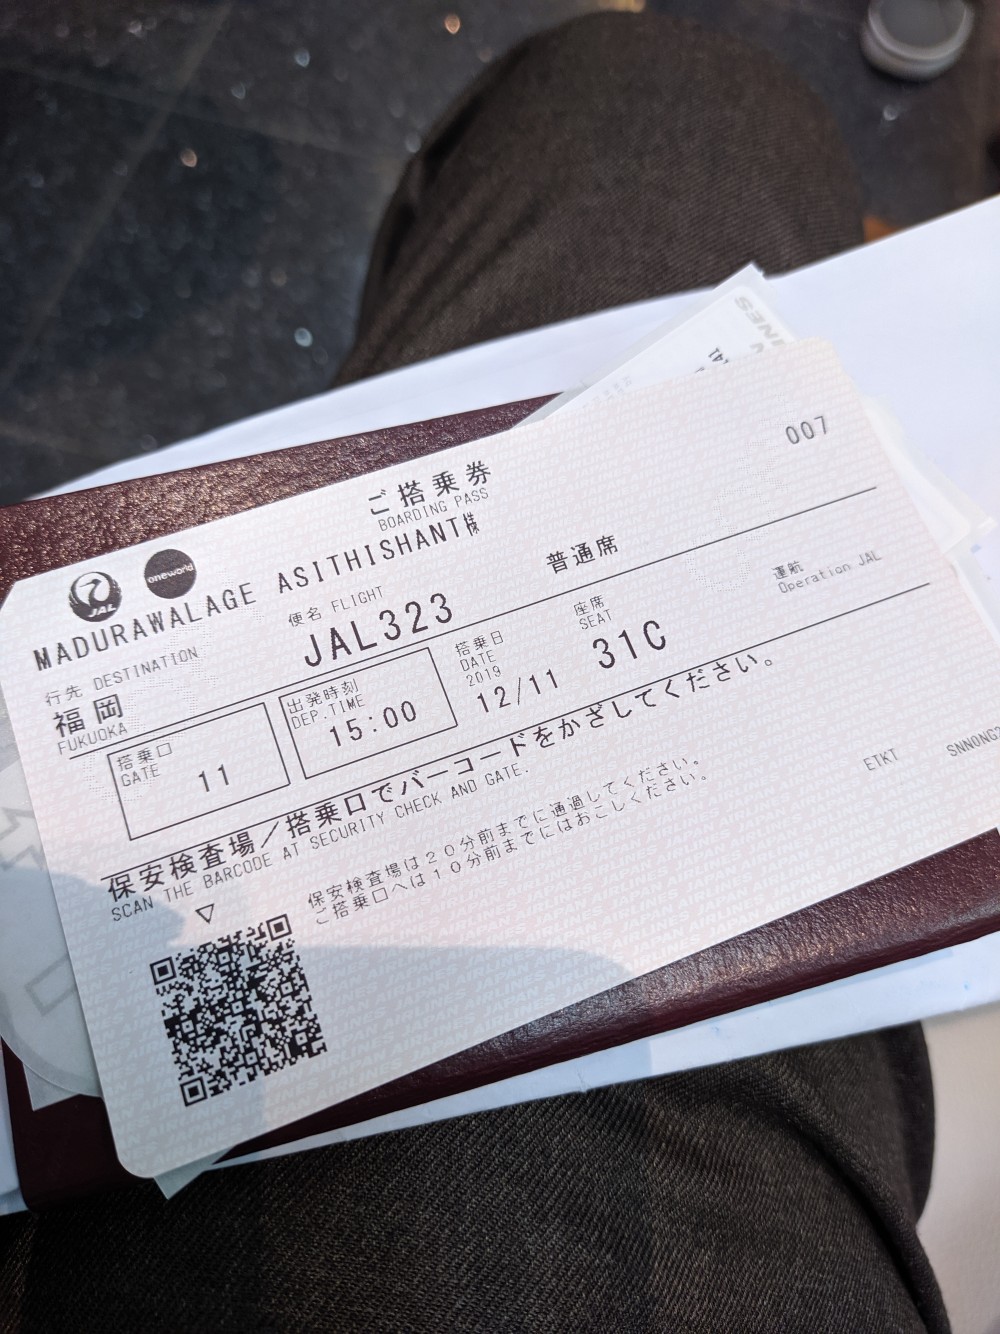 INES
007
ご搭乗券
BOARDING PASS
JAL
oneworld
MADURAWALAGE ASITHISHANT様
行先 DESTINATION
福岡
FUKUOKA
便名 FLIGHT
JAL323
普通席
搭乗口
GATE
11
出発時刻
DEP.TIME
15:00
搭乗日
DATE
2019
12/11
座席
SEAT
31C
運航
Operation JAL
保安検査場/搭乗口でバーコードをかざしてください。
SCAN THE BARCODE AT SECURITY CHECK AND GATE.
ETKT
保安検査場は20分前までに通過してください。
ご搭乗口へは10分前までにはおこしください。